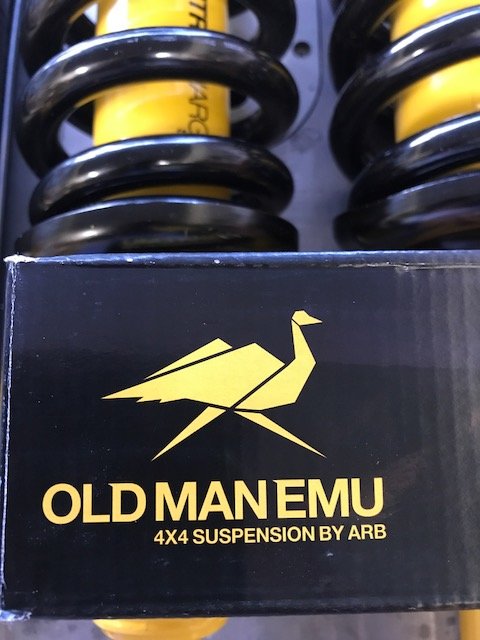 OLD MAN EMU
4X4 SUSPENSION BY ARB